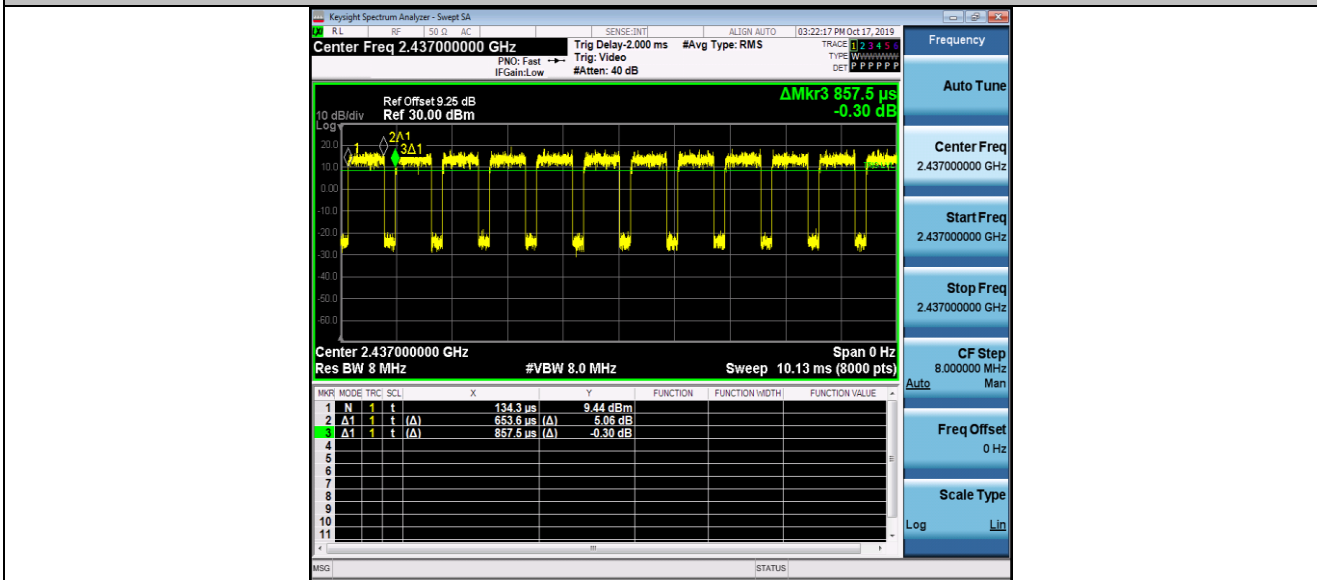 Keysight Spectrum Analyzer - Swept SA
RL RF 50 Ω AC SENSE:INT ALIGN AUTO 03:22:17 PM Oct 17, 2019
Center Freq 2.437000000 GHz
PNO: Fast
IFGain:Low
Trig Delay-2.000 ms
Trig: Video
#Atten: 40 dB
#Avg Type: RMS
TRACE 1 2 3 4 5 6
TYPE WWWWWW
DET P P P P P P
Frequency
ΔMkr3 857.5 µs
-0.30 dB
Ref Offset 9.25 dB
10 dB/div Ref 30.00 dBm
Log
20.0
10.0
0.00
-10.0
-20.0
-30.0
-40.0
-50.0
-60.0
1
2Δ1
3Δ1
Center 2.437000000 GHz Span 0 Hz
Res BW 8 MHz #VBW 8.0 MHz Sweep 10.13 ms (8000 pts)
MKR MODE TRC SCL X Y FUNCTION FUNCTION WIDTH FUNCTION VALUE
1 N 1 t 134.3 µs 9.44 dBm
2 Δ1 1 t (Δ) 653.6 µs (Δ) 5.06 dB
3 Δ1 1 t (Δ) 857.5 µs (Δ) -0.30 dB
4
5
6
7
8
9
10
11
MSG STATUS
Auto Tune
Center Freq
2.437000000 GHz
Start Freq
2.437000000 GHz
Stop Freq
2.437000000 GHz
CF Step
8.000000 MHz
Auto Man
Freq Offset
0 Hz
Scale Type
Log Lin